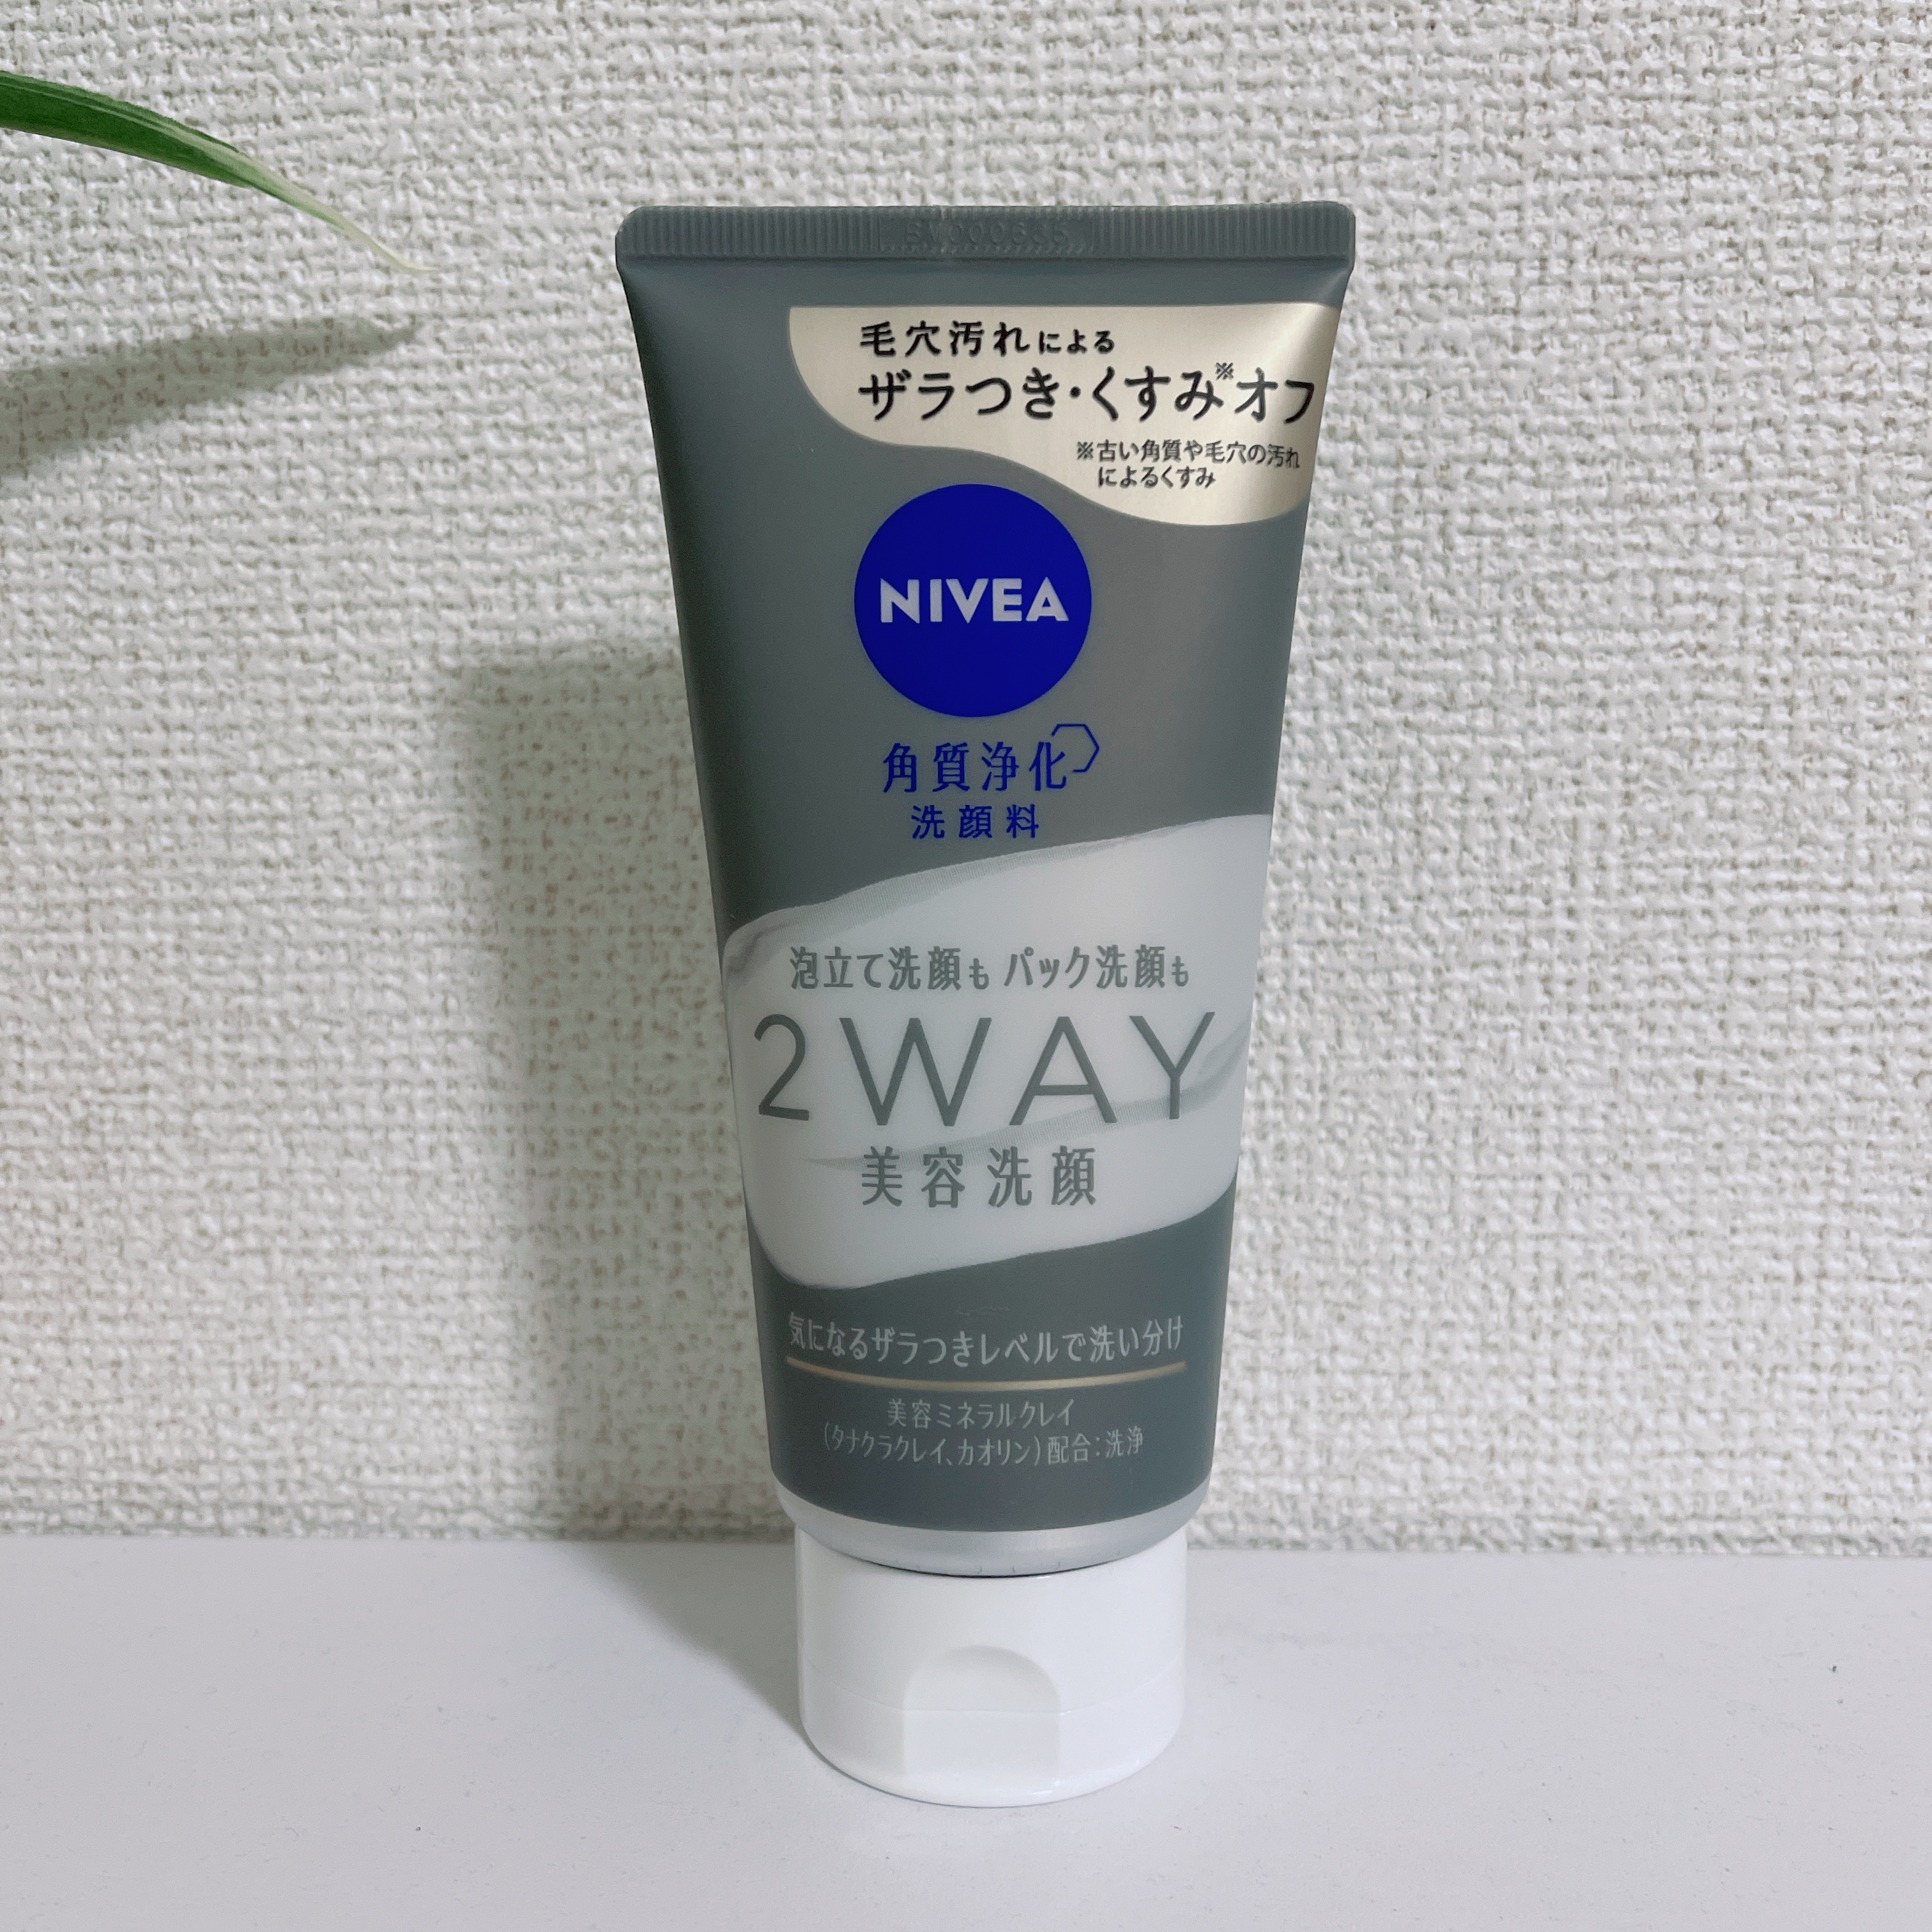 毛穴汚れによる
ザラつき・くすみ※オフ
※古い角質や毛穴の汚れ
によるくすみ
NIVEA
角質浄化
洗顔料
泡立て洗顔も パック洗顔も
2WAY
美容洗顔
気になるザラつきレベルで洗い分け
美容ミネラルクレイ
(タナクラクレイ、カオリン)配合:洗浄